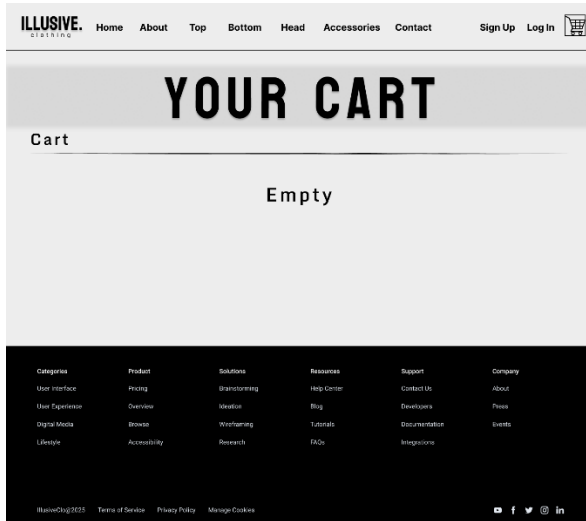 ILLUSIVE.
clathing
Home About Top Bottom Head Accessories Contact Sign Up Log In
YOUR CART
Cart
Empty
Categories Product Solutions Resources Support Company
User Interface Pricing Brainstorming Help Center Contact Us About
User Experience Overview Ideation Blog Developers Press
Digital Media Browse Wireframing Tutorials Documentation Events
Lifestyle Accessibility Research FAQs Integrations
IllusiveClo@2025 Terms of Service Privacy Policy Manage Cookies